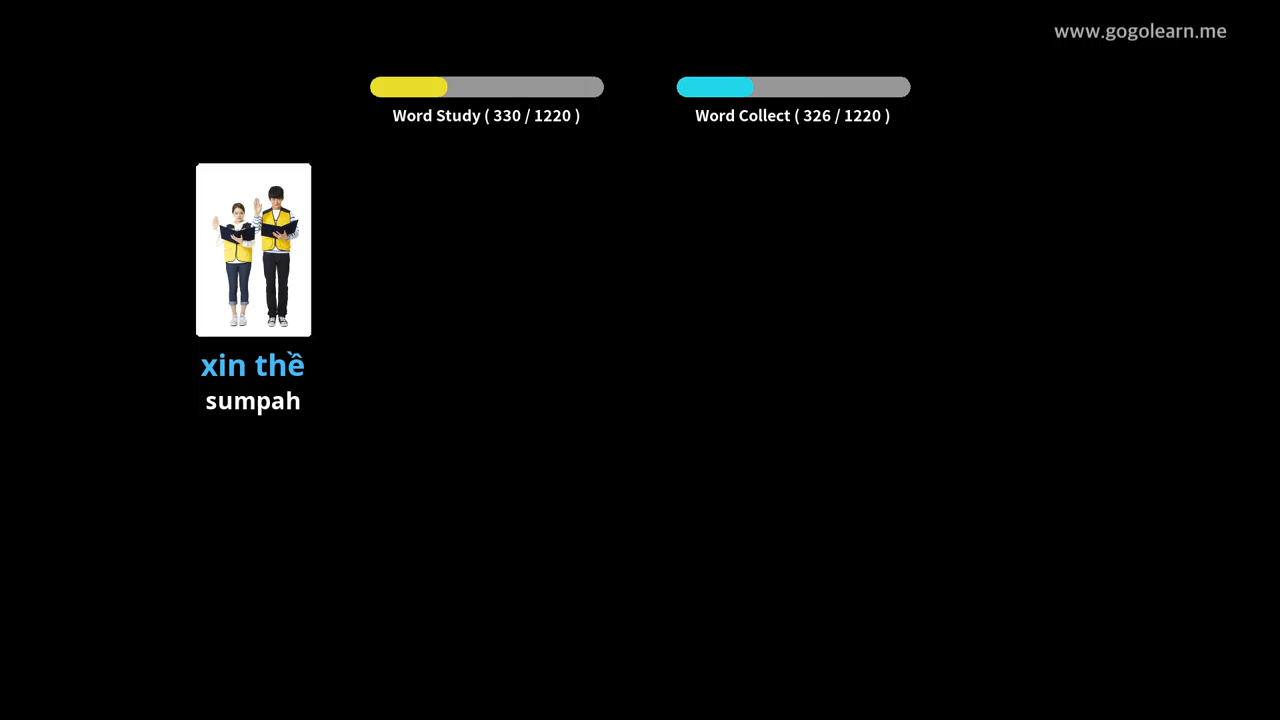 www.gogolearn.me
Word Study ( 330 / 1220 )
Word Collect ( 326 / 1220 )
xin thề
sumpah